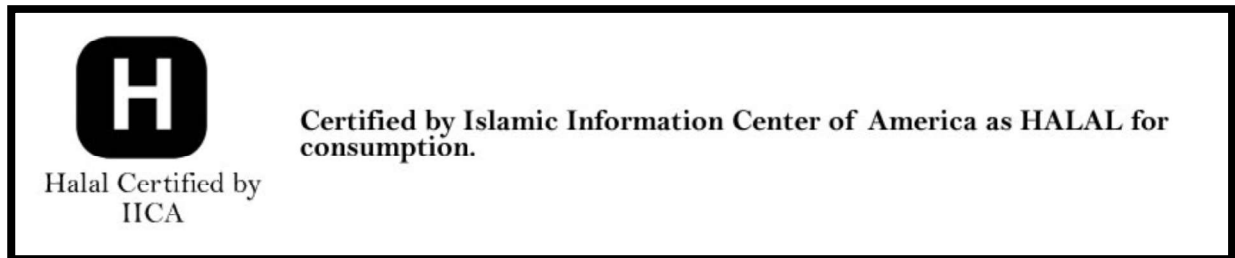 H
Halal Certified by
IICA
Certified by Islamic Information Center of America as HALAL for
consumption.